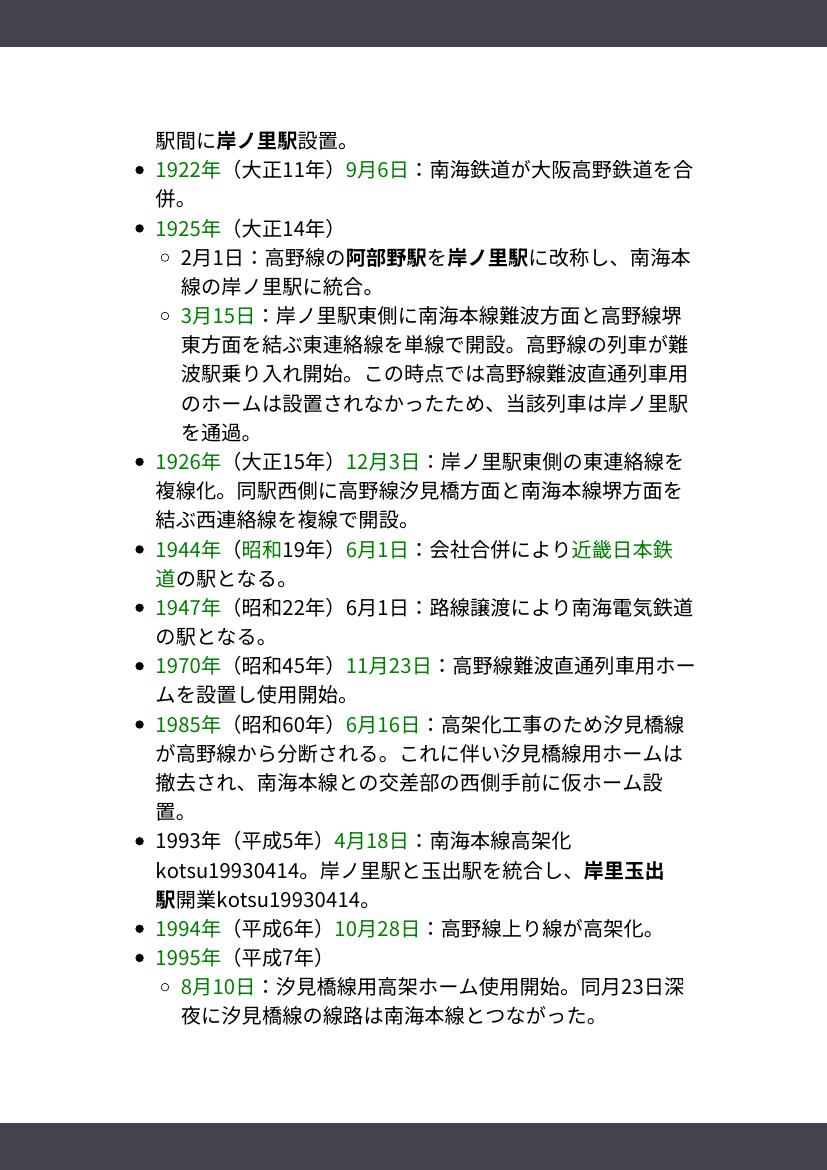 駅間に岸ノ里駅設置。
• 1922年（大正11年）9月6日：南海鉄道が大阪高野鉄道を合
併。
• 1925年（大正14年）
○ 2月1日：高野線の阿部野駅を岸ノ里駅に改称し、南海本
線の岸ノ里駅に統合。
○ 3月15日：岸ノ里駅東側に南海本線難波方面と高野線堺
東方面を結ぶ東連絡線を単線で開設。高野線の列車が難
波駅乗り入れ開始。この時点では高野線難波直通列車用
のホームは設置されなかったため、当該列車は岸ノ里駅
を通過。
• 1926年（大正15年）12月3日：岸ノ里駅東側の東連絡線を
複線化。同駅西側に高野線汐見橋方面と南海本線堺方面を
結ぶ西連絡線を複線で開設。
• 1944年（昭和19年）6月1日：会社合併により近畿日本鉄
道の駅となる。
• 1947年（昭和22年）6月1日：路線譲渡により南海電気鉄道
の駅となる。
• 1970年（昭和45年）11月23日：高野線難波直通列車用ホー
ムを設置し使用開始。
• 1985年（昭和60年）6月16日：高架化工事のため汐見橋線
が高野線から分断される。これに伴い汐見橋線用ホームは
撤去され、南海本線との交差部の西側手前に仮ホーム設
置。
• 1993年（平成5年）4月18日：南海本線高架化
kotsu19930414。岸ノ里駅と玉出駅を統合し、岸里玉出
駅開業kotsu19930414。
• 1994年（平成6年）10月28日：高野線上り線が高架化。
• 1995年（平成7年）
○ 8月10日：汐見橋線用高架ホーム使用開始。同月23日深
夜に汐見橋線の線路は南海本線とつながった。